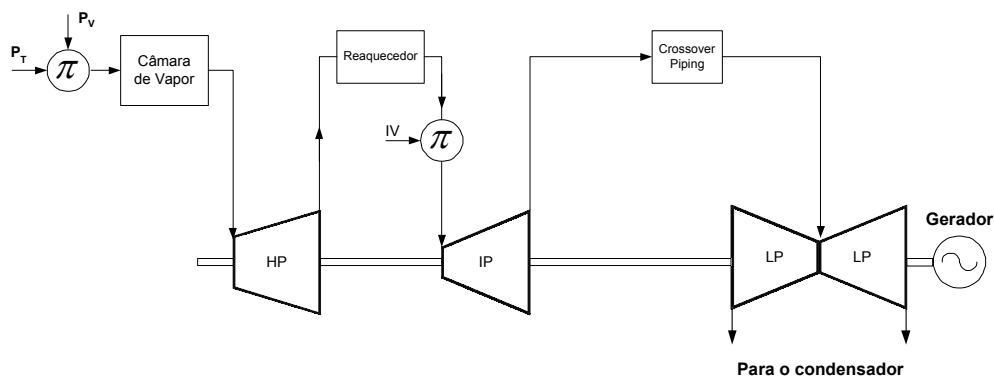 P_V
P_T
π
Câmara
de Vapor
Reaquecedor
IV
π
Crossover
Piping
HP
IP
LP
LP
Gerador
Para o condensador